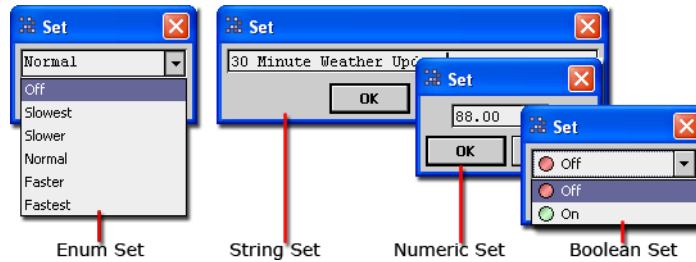 Set
Normal
Off
Slowest
Slower
Normal
Faster
Fastest
Enum Set
Set
30 Minute Weather
OK
String Set
Set
88.00
OK
Numeric Set
Set
Off
Off
On
Boolean Set